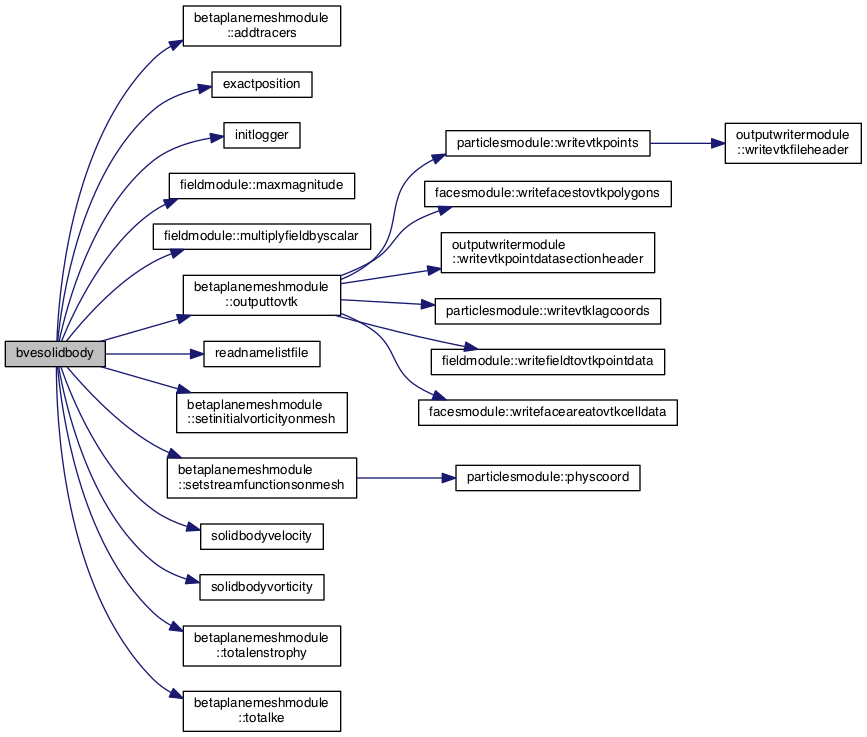 betaplanemeshmodule
::addtracers
exactposition
initlogger
fieldmodule::maxmagnitude
fieldmodule::multiplyfieldbyscalar
betaplanemeshmodule
::outputtovtk
bvesolidbody
readnamelistfile
betaplanemeshmodule
::setinitialvorticityonmesh
betaplanemeshmodule
::setstreamfunctionsonmesh
solidbodyvelocity
solidbodyvorticity
betaplanemeshmodule
::totalenstrophy
betaplanemeshmodule
::totalke
particlesmodule::writevtkpoints
facesmodule::writefacestovtkpolygons
outputwritermodule
::writevtkpointdatasectionheader
particlesmodule::writevtklagcoords
fieldmodule::writefieldtovtkpointdata
facesmodule::writefaceareatovtkcelldata
particlesmodule::physcoord
outputwritermodule
::writevtkfileheader